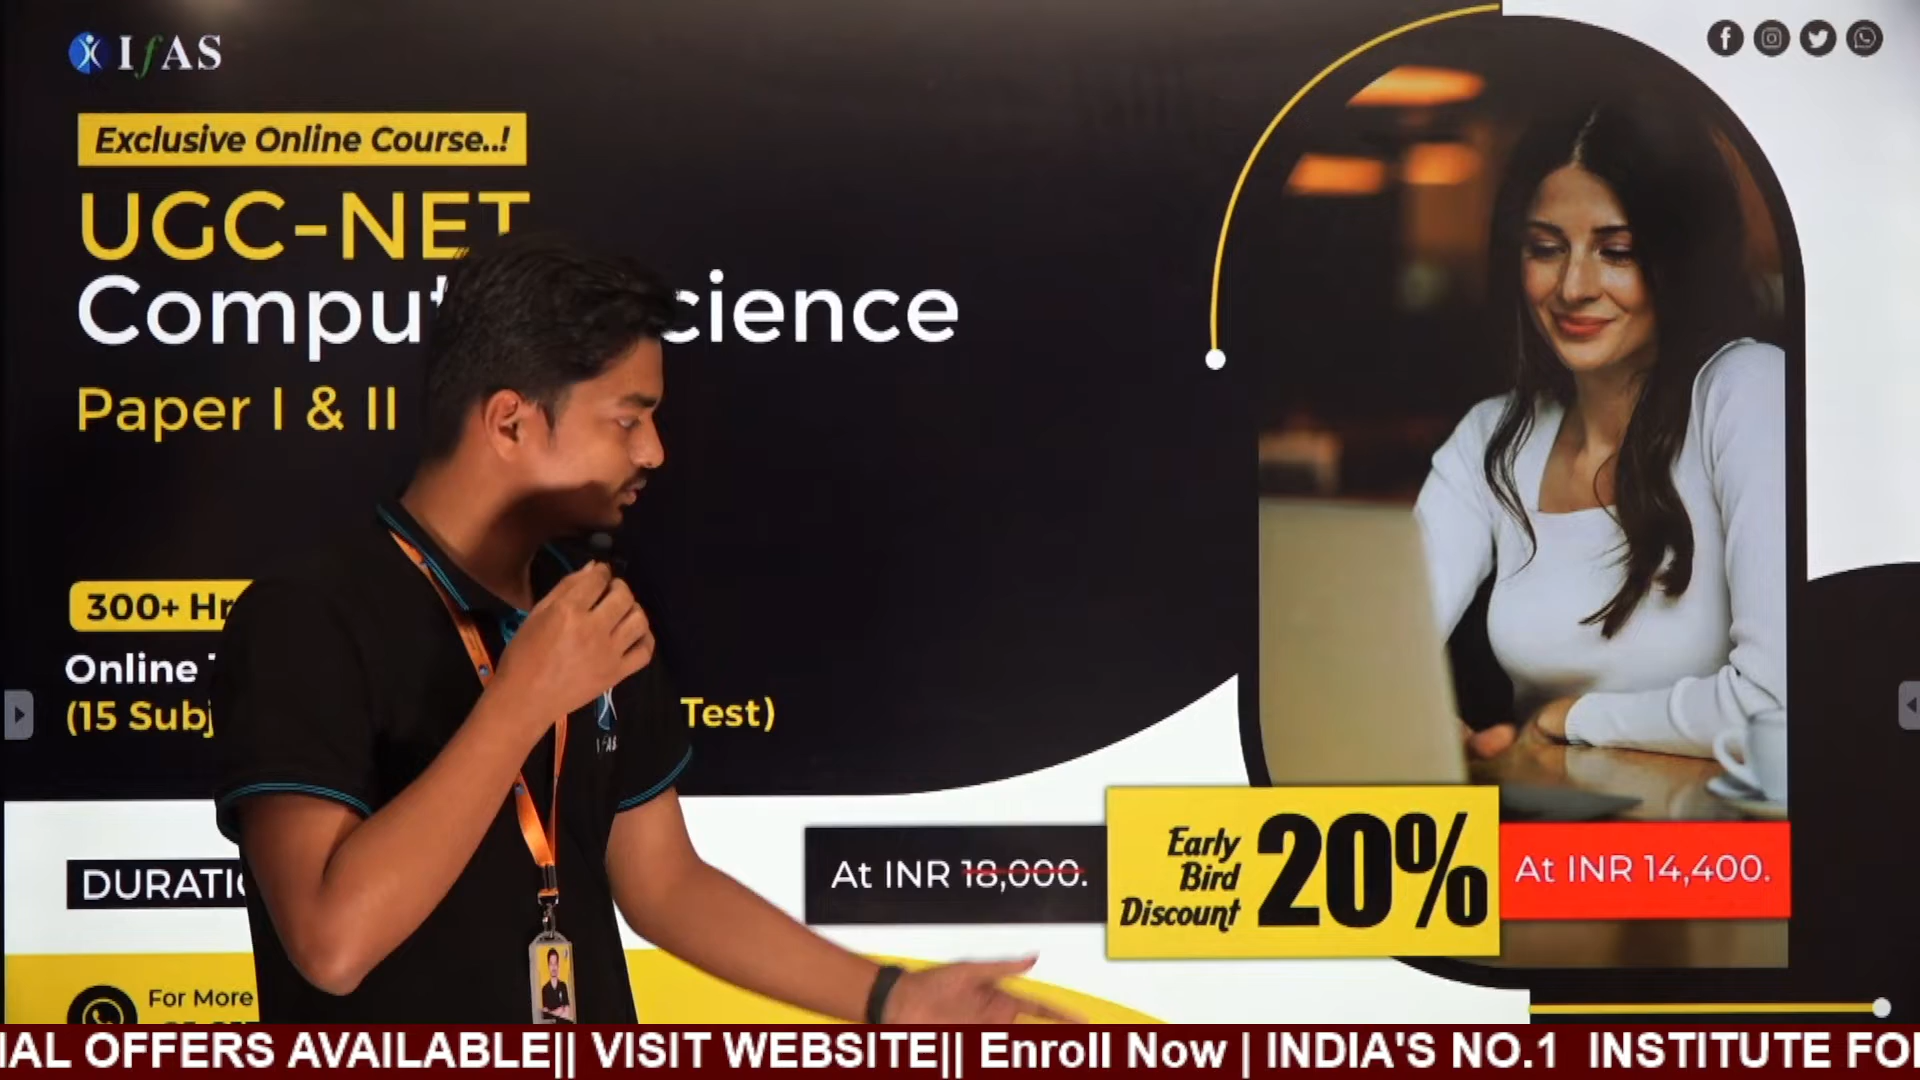 IfAS
Exclusive Online Course..!
UGC-NET
Comput cience
Paper I & II
300+ Hr
Online
(15 Subj Test)
DURATI
At INR 18,000.
Early
Bird
Discount
20%
At INR 14,400.
For More
IFAS
IAL OFFERS AVAILABLE|| VISIT WEBSITE|| Enroll Now | INDIA'S NO.1 INSTITUTE FO